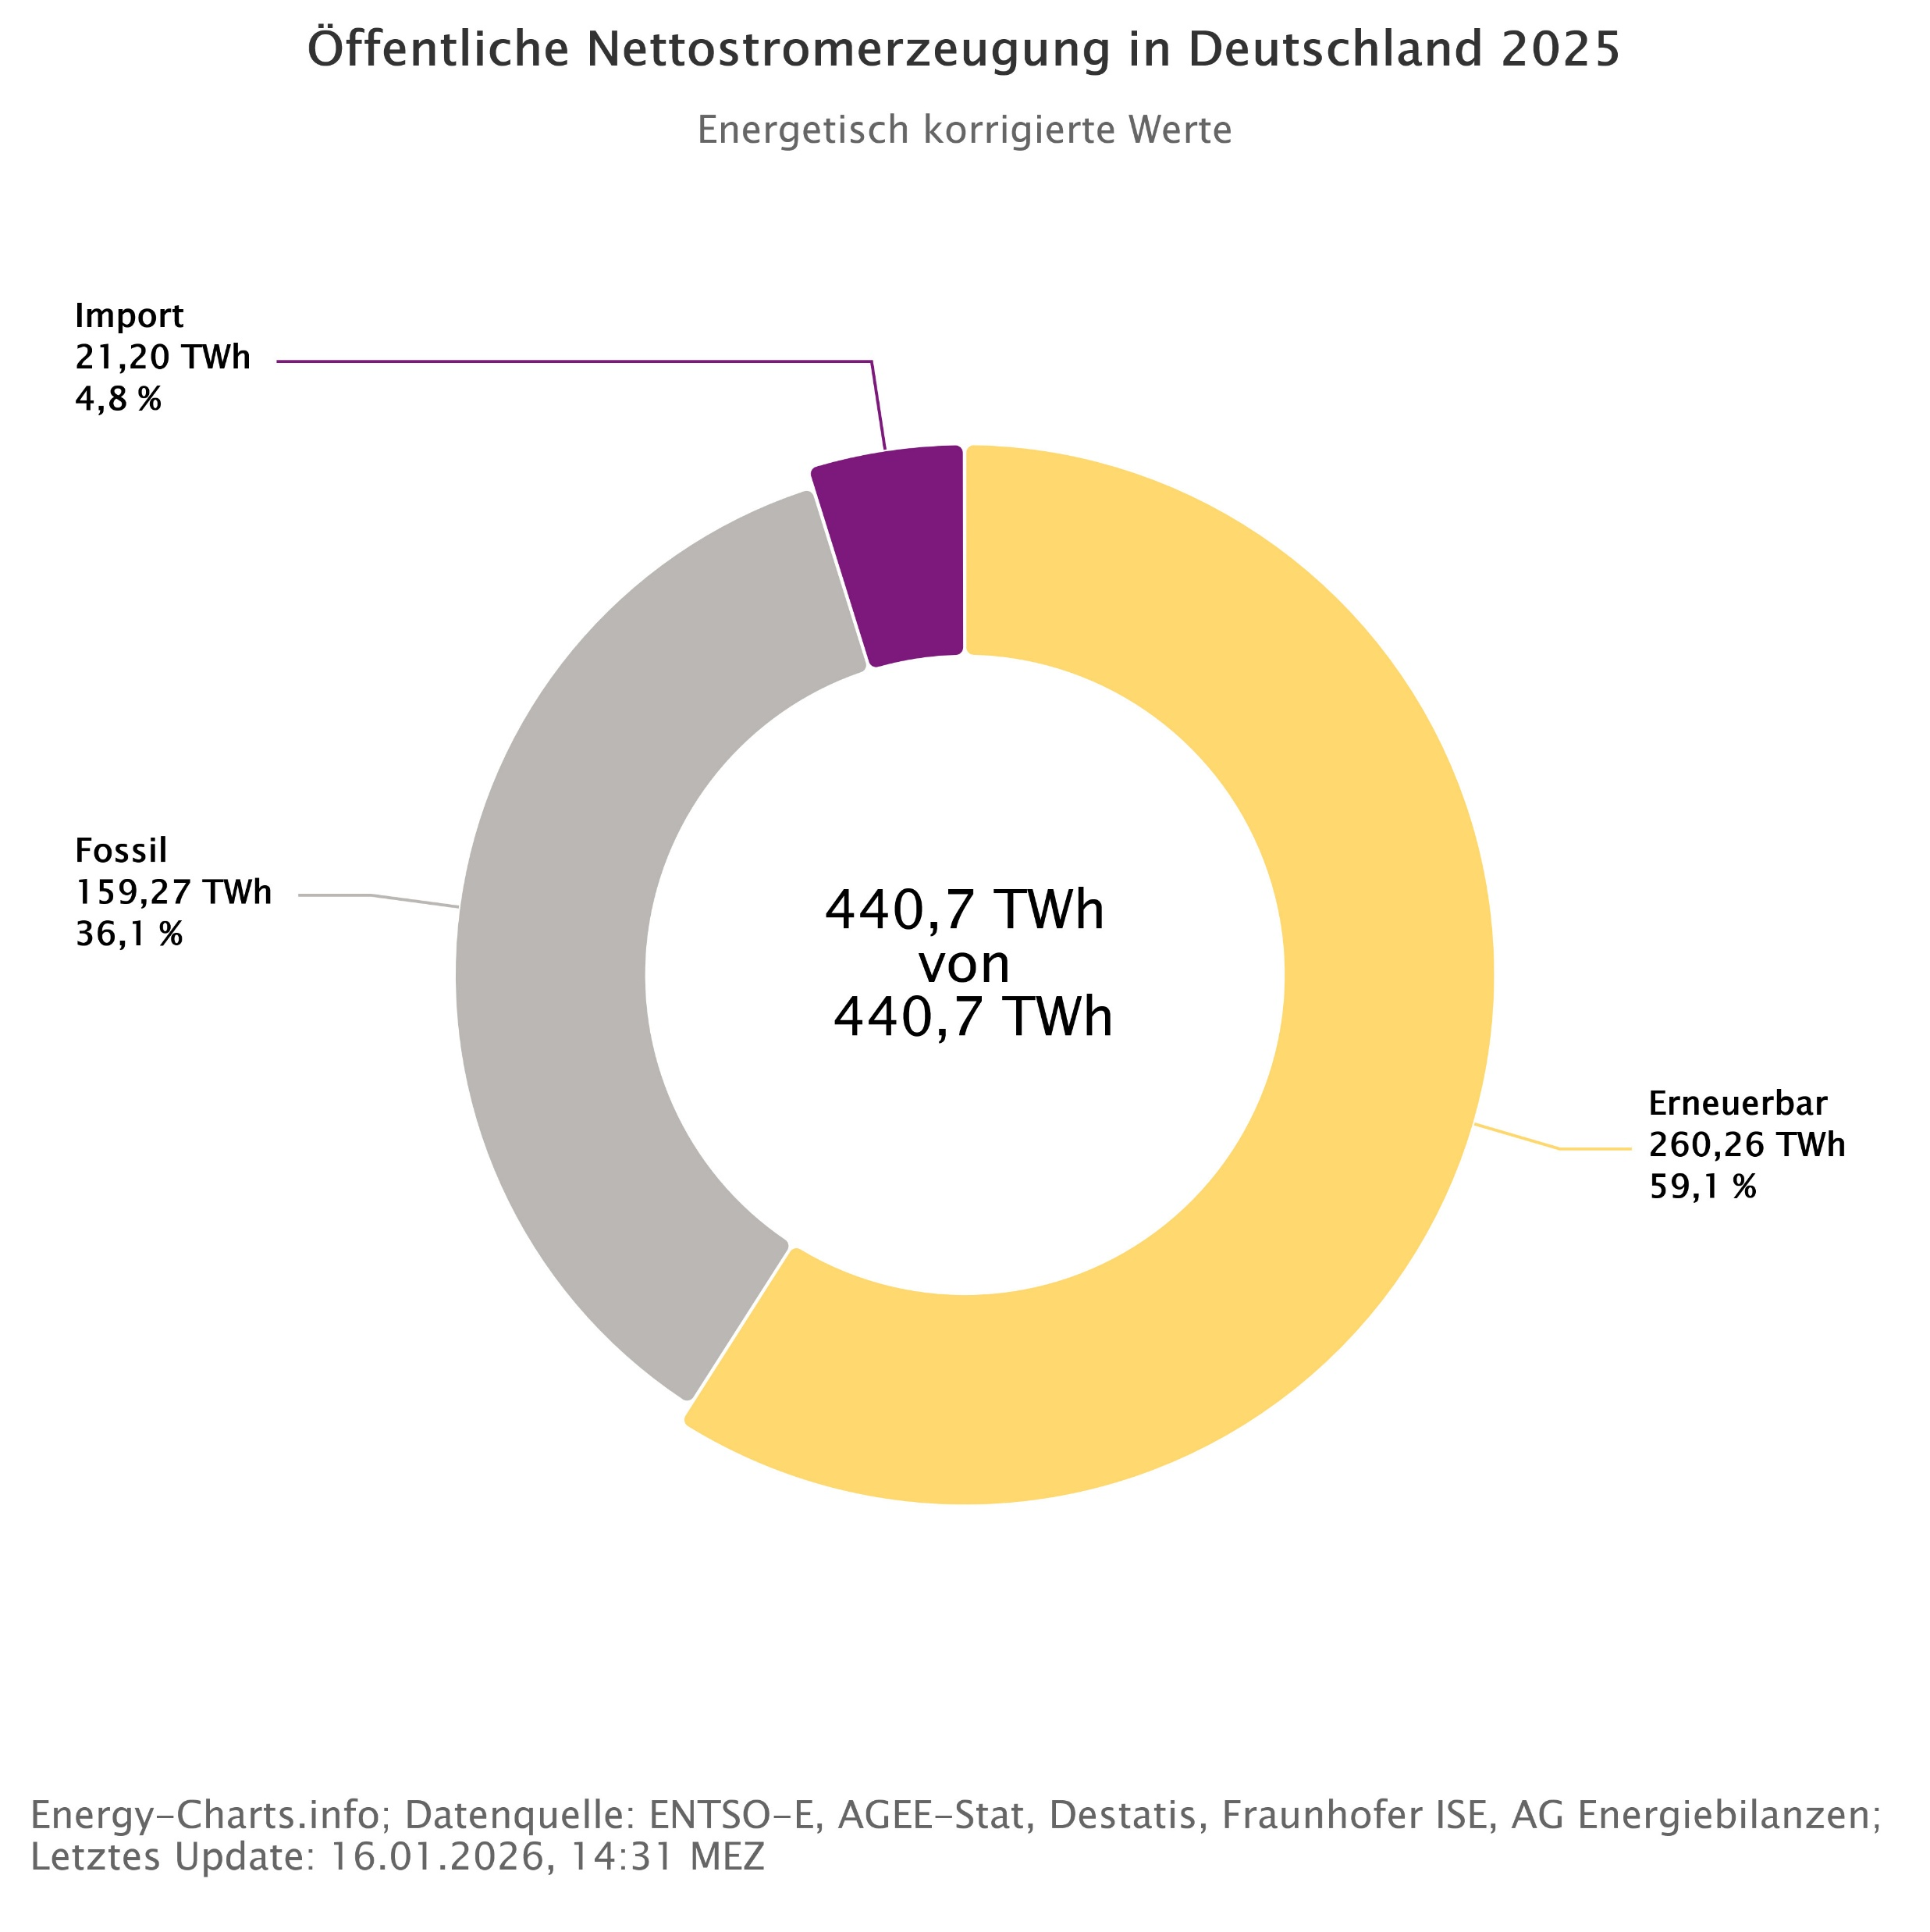 Öffentliche Nettostromerzeugung in Deutschland 2025
Energetisch korrigierte Werte
Import
21,20 TWh
4,8 %
Fossil
159,27 TWh
36,1 %
440,7 TWh
von
440,7 TWh
Erneuerbar
260,26 TWh
59,1 %
Energy-Charts.info; Datenquelle: ENTSO-E, AGEE-Stat, Destatis, Fraunhofer ISE, AG Energiebilanzen;
Letztes Update: 16.01.2026, 14:31 MEZ